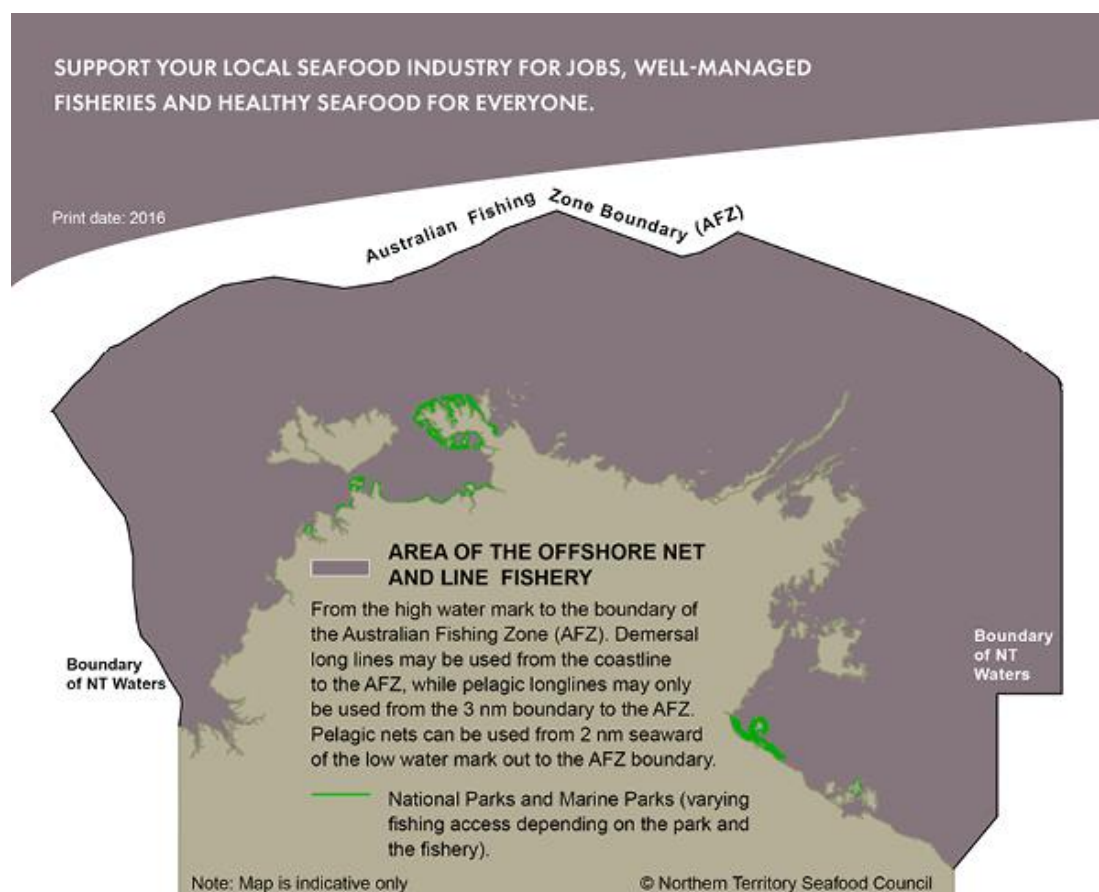 SUPPORT YOUR LOCAL SEAFOOD INDUSTRY FOR JOBS, WELL-MANAGED
FISHERIES AND HEALTHY SEAFOOD FOR EVERYONE.
Print date: 2016
Australian Fishing Zone Boundary (AFZ)
AREA OF THE OFFSHORE NET
AND LINE FISHERY
From the high water mark to the boundary of
the Australian Fishing Zone (AFZ). Demersal
long lines may be used from the coastline
to the AFZ, while pelagic longlines may only
be used from the 3 nm boundary to the AFZ.
Pelagic nets can be used from 2 nm seaward
of the low water mark out to the AFZ boundary.
Boundary
of NT Waters
Boundary
of NT
Waters
National Parks and Marine Parks (varying
fishing access depending on the park and
the fishery).
Note: Map is indicative only
© Northern Territory Seafood Council